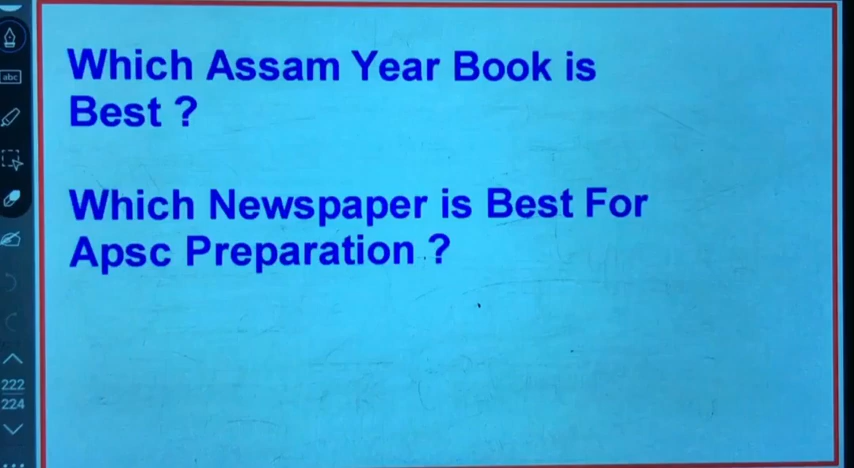 Which Assam Year Book is
Best ?
Which Newspaper is Best For
Apsc Preparation ?
abc
222
224